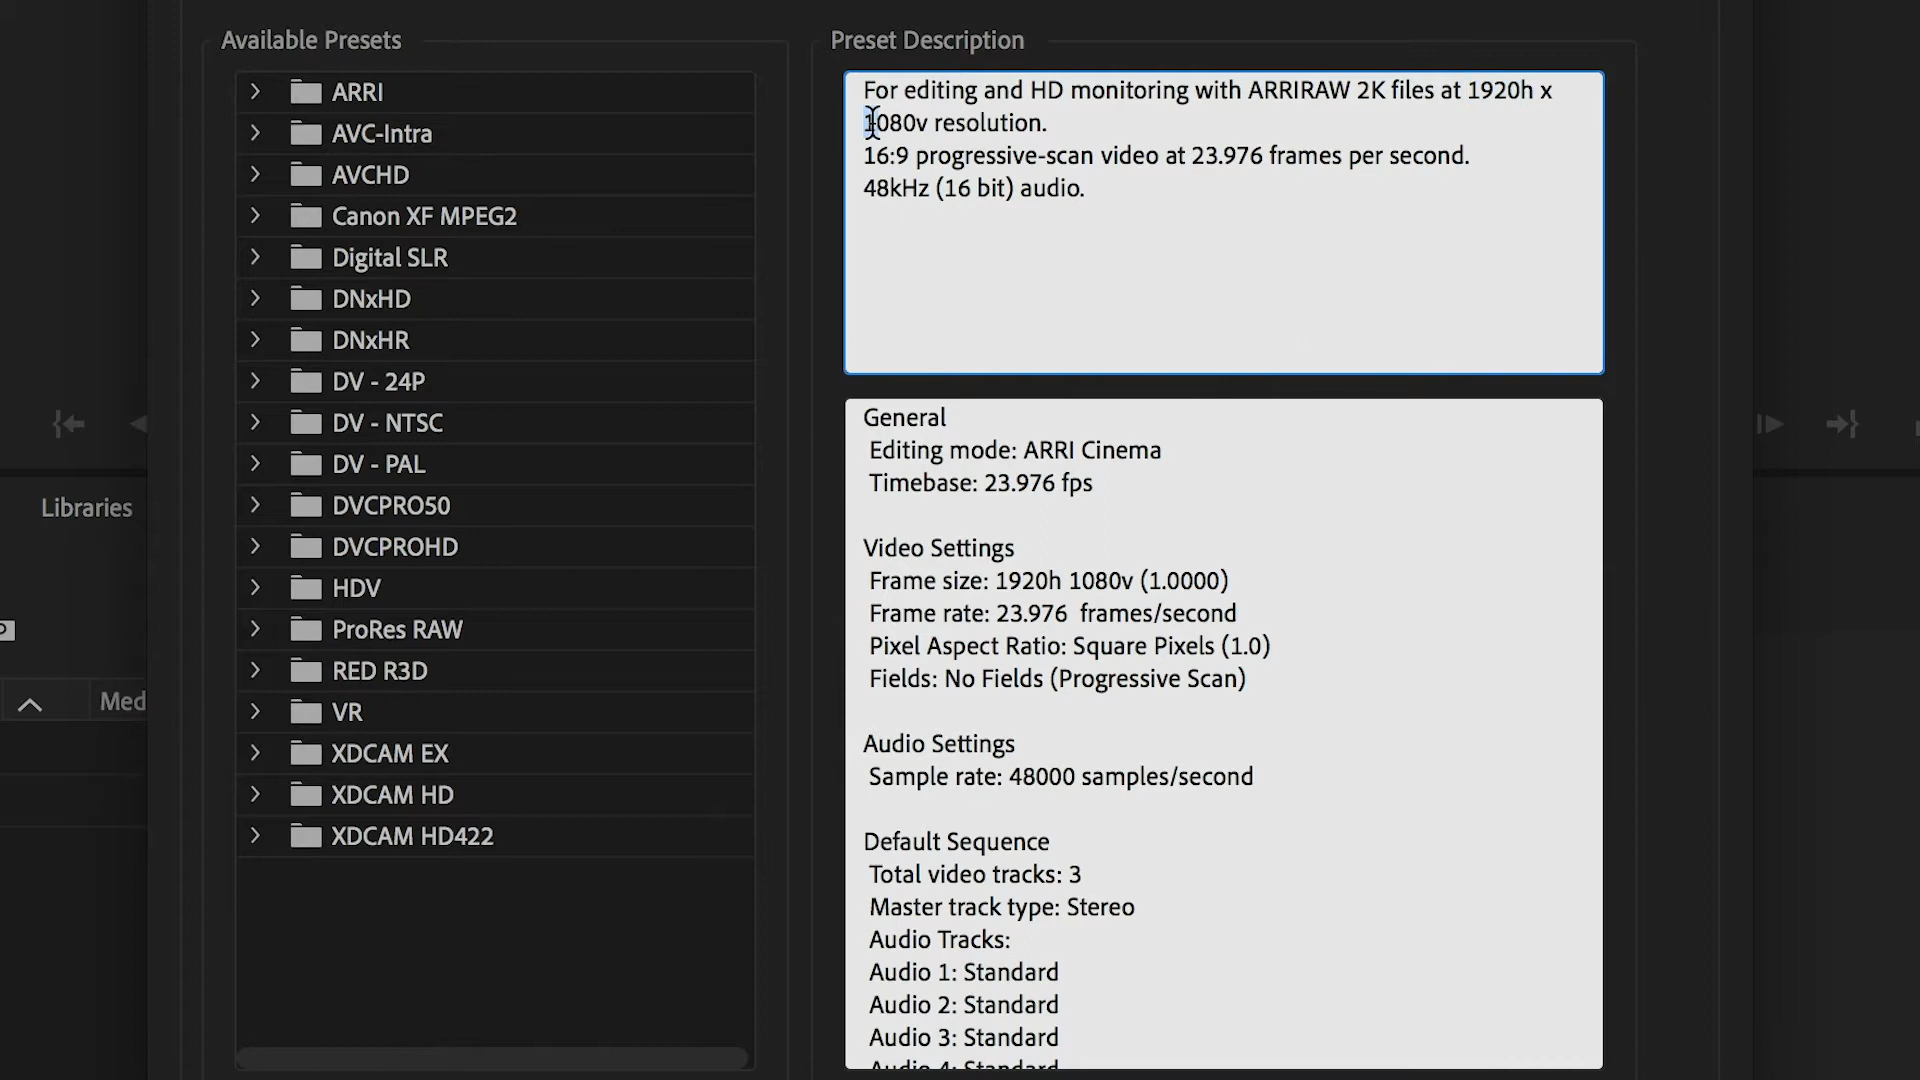 Available Presets
ARRI
AVC-Intra
AVCHD
Canon XF MPEG2
Digital SLR
DNxHD
DNxHR
DV - 24P
DV - NTSC
DV - PAL
DVCPRO50
DVCPROHD
HDV
ProRes RAW
RED R3D
VR
XDCAM EX
XDCAM HD
XDCAM HD422
Preset Description
For editing and HD monitoring with ARRIRAW 2K files at 1920h x
1080v resolution.
16:9 progressive-scan video at 23.976 frames per second.
48kHz (16 bit) audio.
General
Editing mode: ARRI Cinema
Timebase: 23.976 fps
Video Settings
Frame size: 1920h 1080v (1.0000)
Frame rate: 23.976  frames/second
Pixel Aspect Ratio: Square Pixels (1.0)
Fields: No Fields (Progressive Scan)
Audio Settings
Sample rate: 48000 samples/second
Default Sequence
Total video tracks: 3
Master track type: Stereo
Audio Tracks:
Audio 1: Standard
Audio 2: Standard
Audio 3: Standard
Audio 4: Standard
Libraries
Med